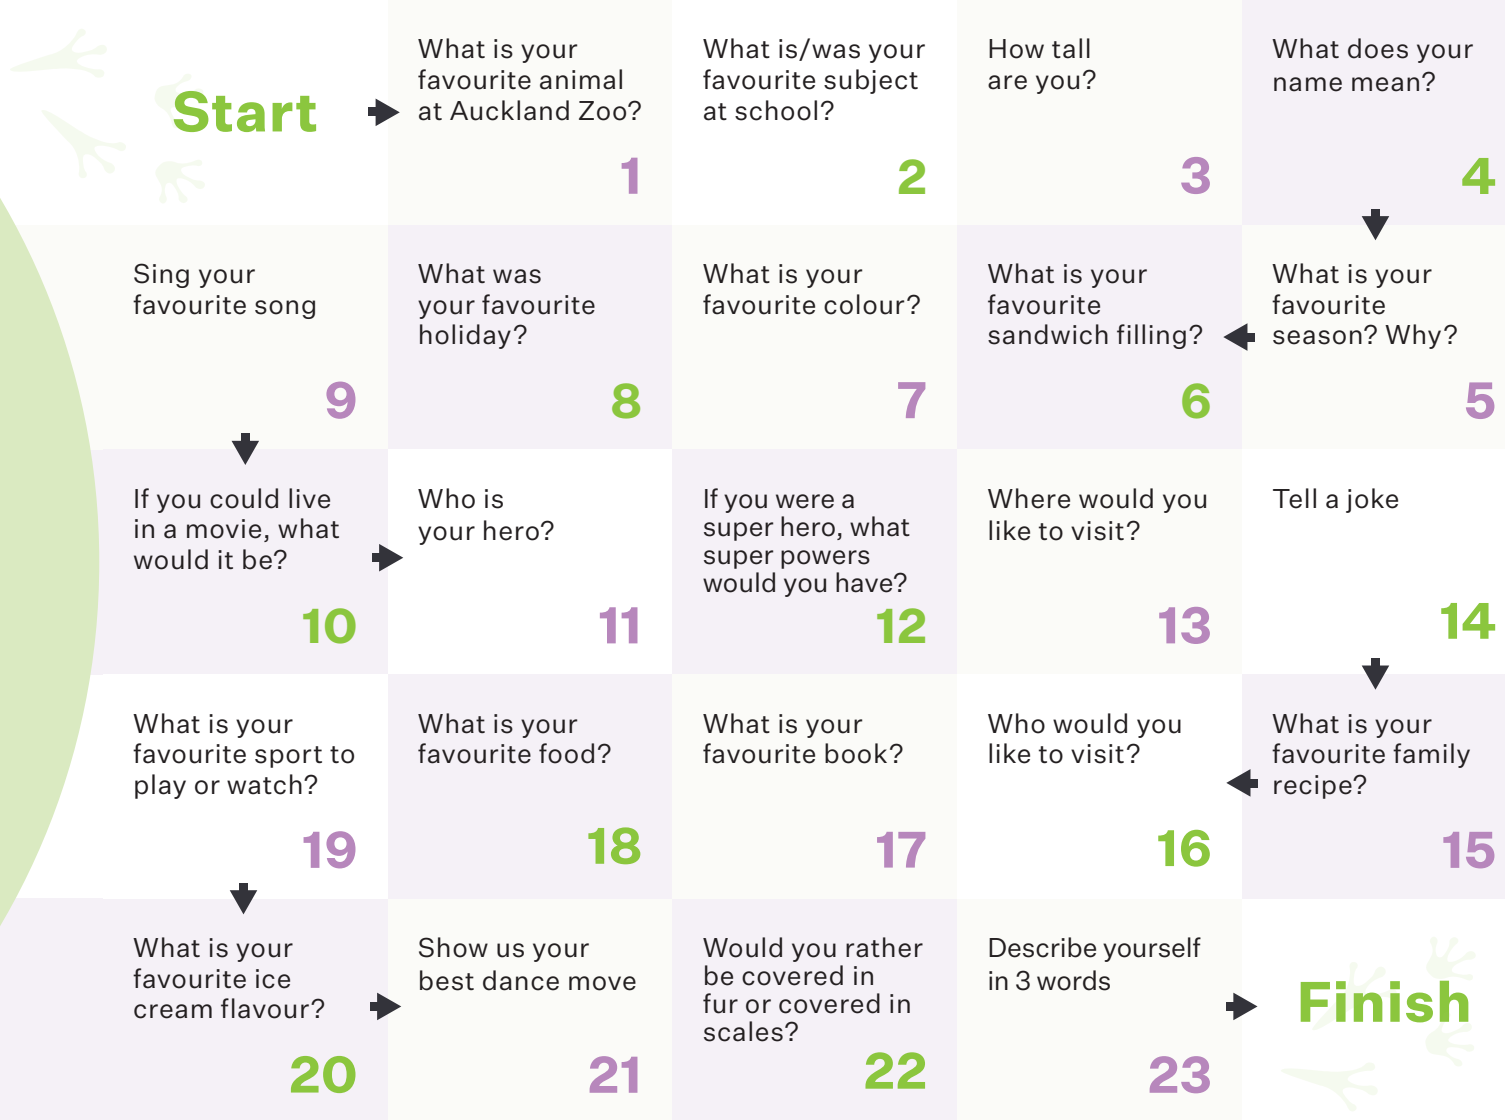 Start
What is your
favourite animal
at Auckland Zoo?
1
What is/was your
favourite subject
at school?
2
How tall
are you?
3
What does your
name mean?
4
What is your
favourite
season? Why?
5
What is your
favourite
sandwich filling?
6
What is your
favourite colour?
7
What was
your favourite
holiday?
8
Sing your
favourite song
9
If you could live
in a movie, what
would it be?
10
Who is
your hero?
11
If you were a
super hero, what
super powers
would you have?
12
Where would you
like to visit?
13
Tell a joke
14
What is your
favourite family
recipe?
15
Who would you
like to visit?
16
What is your
favourite book?
17
What is your
favourite food?
18
What is your
favourite sport to
play or watch?
19
What is your
favourite ice
cream flavour?
20
Show us your
best dance move
21
Would you rather
be covered in
fur or covered in
scales?
22
Describe yourself
in 3 words
23
Finish